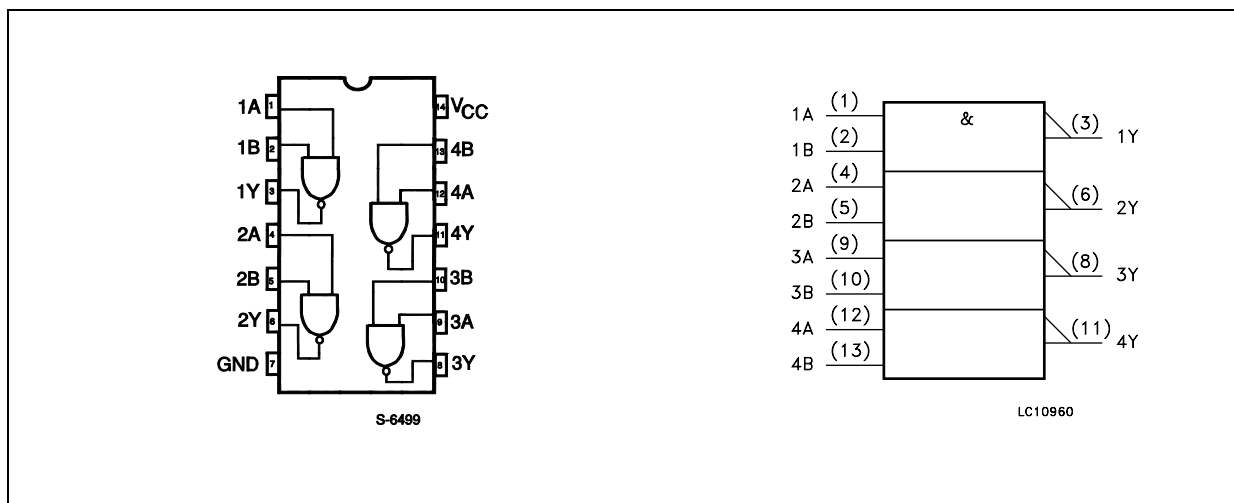 1A 1 14 VCC
1B 2 13 4B
1Y 3 12 4A
2A 4 11 4Y
2B 5 10 3B
2Y 6 9 3A
GND 7 8 3Y
S-6499
&
1A (1) (3) 1Y
1B (2)
2A (4) (6) 2Y
2B (5)
3A (9) (8) 3Y
3B (10)
4A (12) (11) 4Y
4B (13)
LC10960